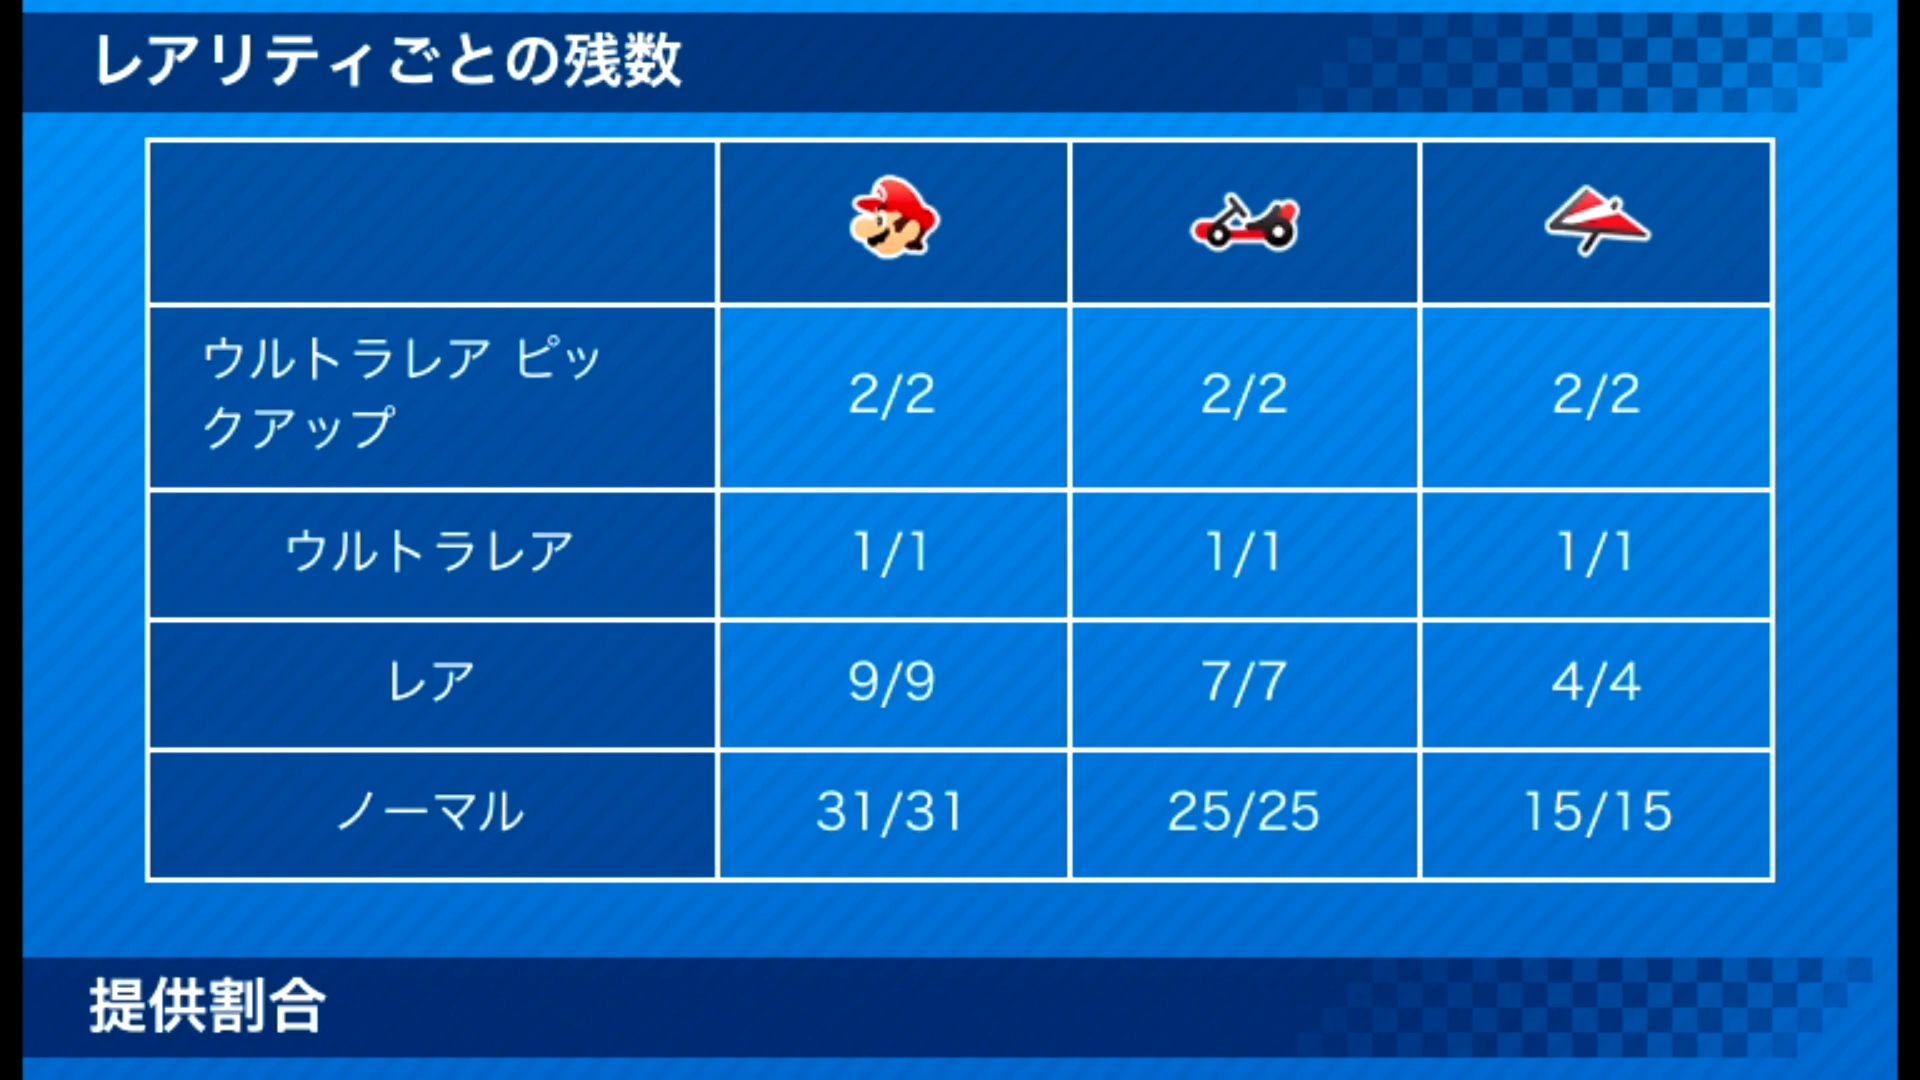 レアリティごとの残数
ウルトラレア ピッ
クアップ
2/2 2/2 2/2
ウルトラレア 1/1 1/1 1/1
レア 9/9 7/7 4/4
ノーマル 31/31 25/25 15/15
提供割合